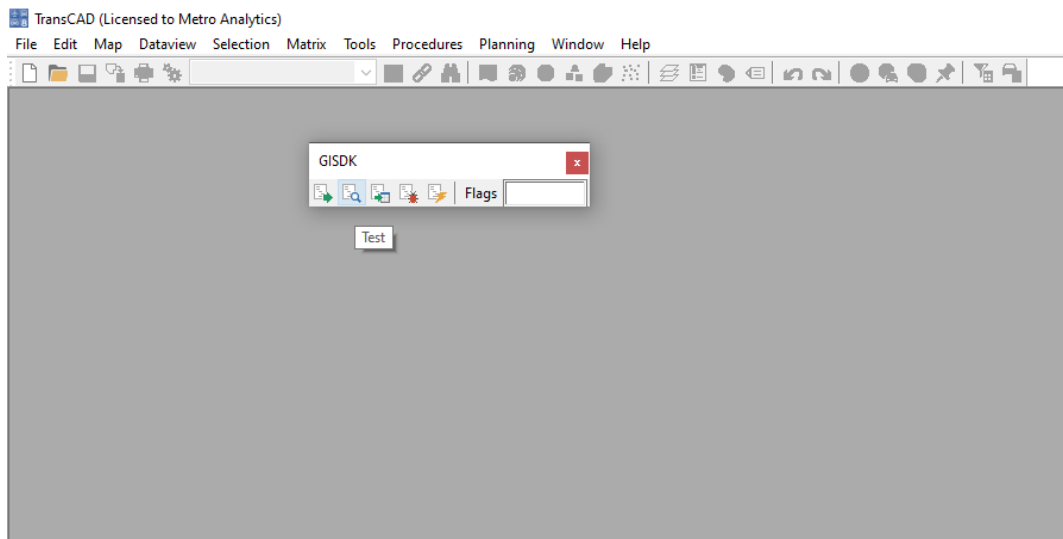 TransCAD (Licensed to Metro Analytics)
File Edit Map Dataview Selection Matrix Tools Procedures Planning Window Help
GISDK x
Flags
Test